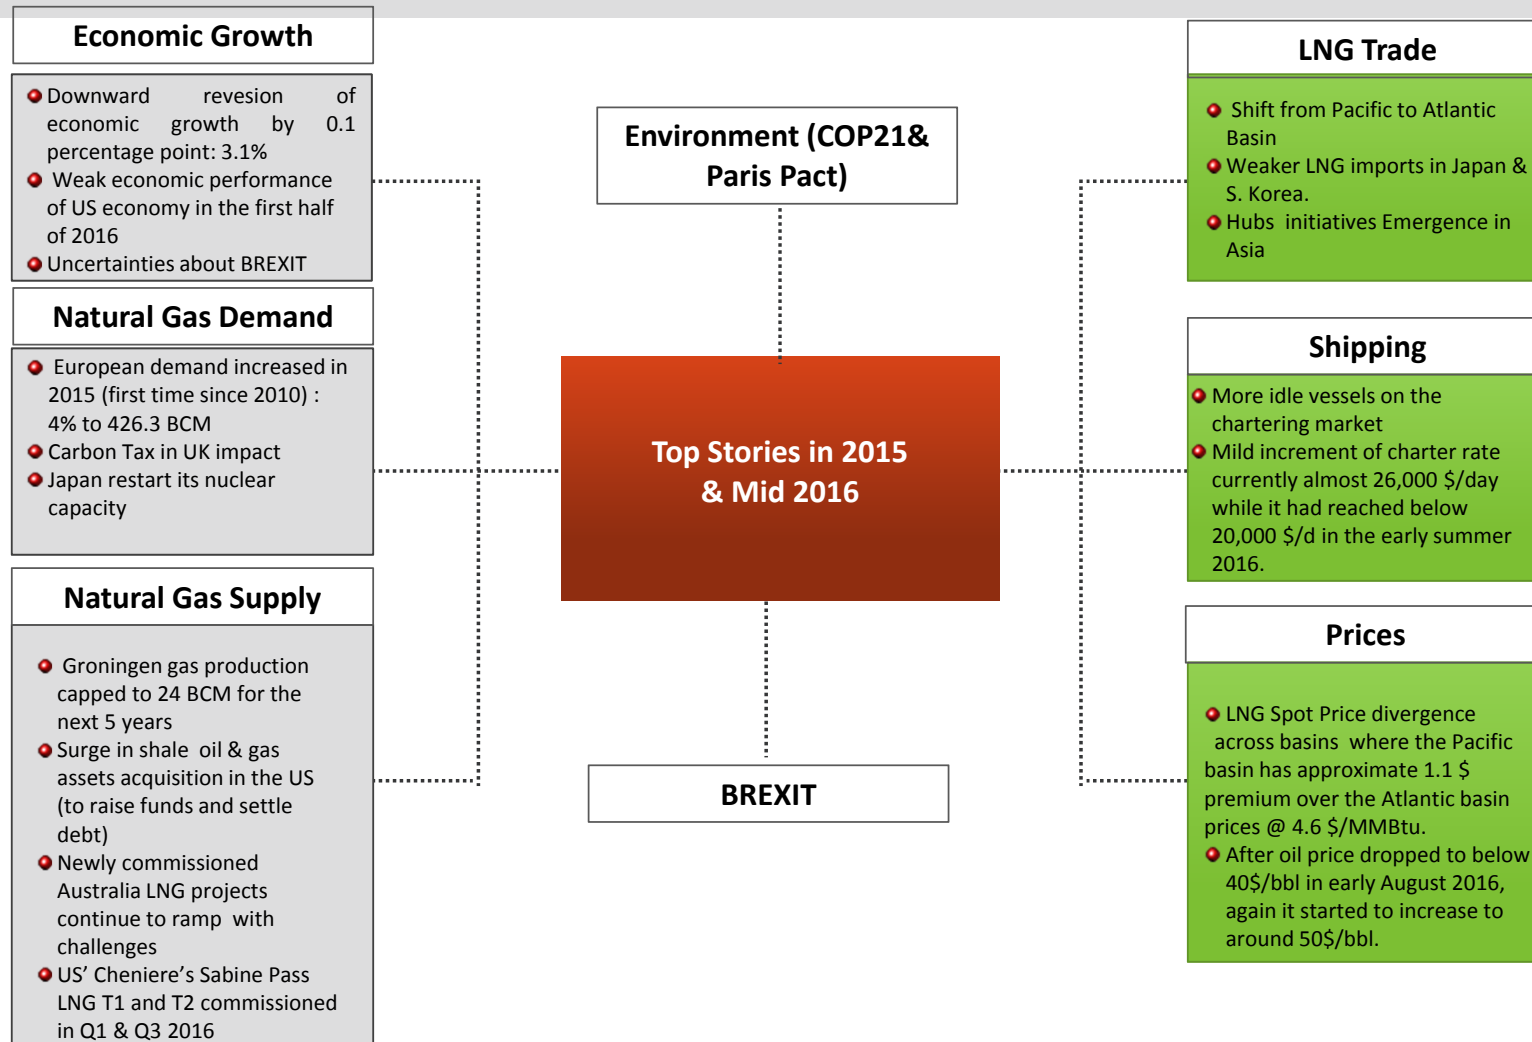 Economic Growth
Downward revesion of
economic growth by 0.1
percentage point: 3.1%
Weak economic performance
of US economy in the first half
of 2016
Uncertainties about BREXIT
Natural Gas Demand
European demand increased in
2015 (first time since 2010) :
4% to 426.3 BCM
Carbon Tax in UK impact
Japan restart its nuclear
capacity
Natural Gas Supply
Groningen gas production
capped to 24 BCM for the
next 5 years
Surge in shale oil & gas
assets acquisition in the US
(to raise funds and settle
debt)
Newly commissioned
Australia LNG projects
continue to ramp with
challenges
US' Cheniere's Sabine Pass
LNG T1 and T2 commissioned
in Q1 & Q3 2016
Environment (COP21&
Paris Pact)
Top Stories in 2015
& Mid 2016
BREXIT
LNG Trade
Shift from Pacific to Atlantic
Basin
Weaker LNG imports in Japan &
S. Korea.
Hubs initiatives Emergence in
Asia
Shipping
More idle vessels on the
chartering market
Mild increment of charter rate
currently almost 26,000 $/day
while it had reached below
20,000 $/d in the early summer
2016.
Prices
LNG Spot Price divergence
across basins where the Pacific
basin has approximate 1.1 $
premium over the Atlantic basin
prices @ 4.6 $/MMBtu.
After oil price dropped to below
40$/bbl in early August 2016,
again it started to increase to
around 50$/bbl.